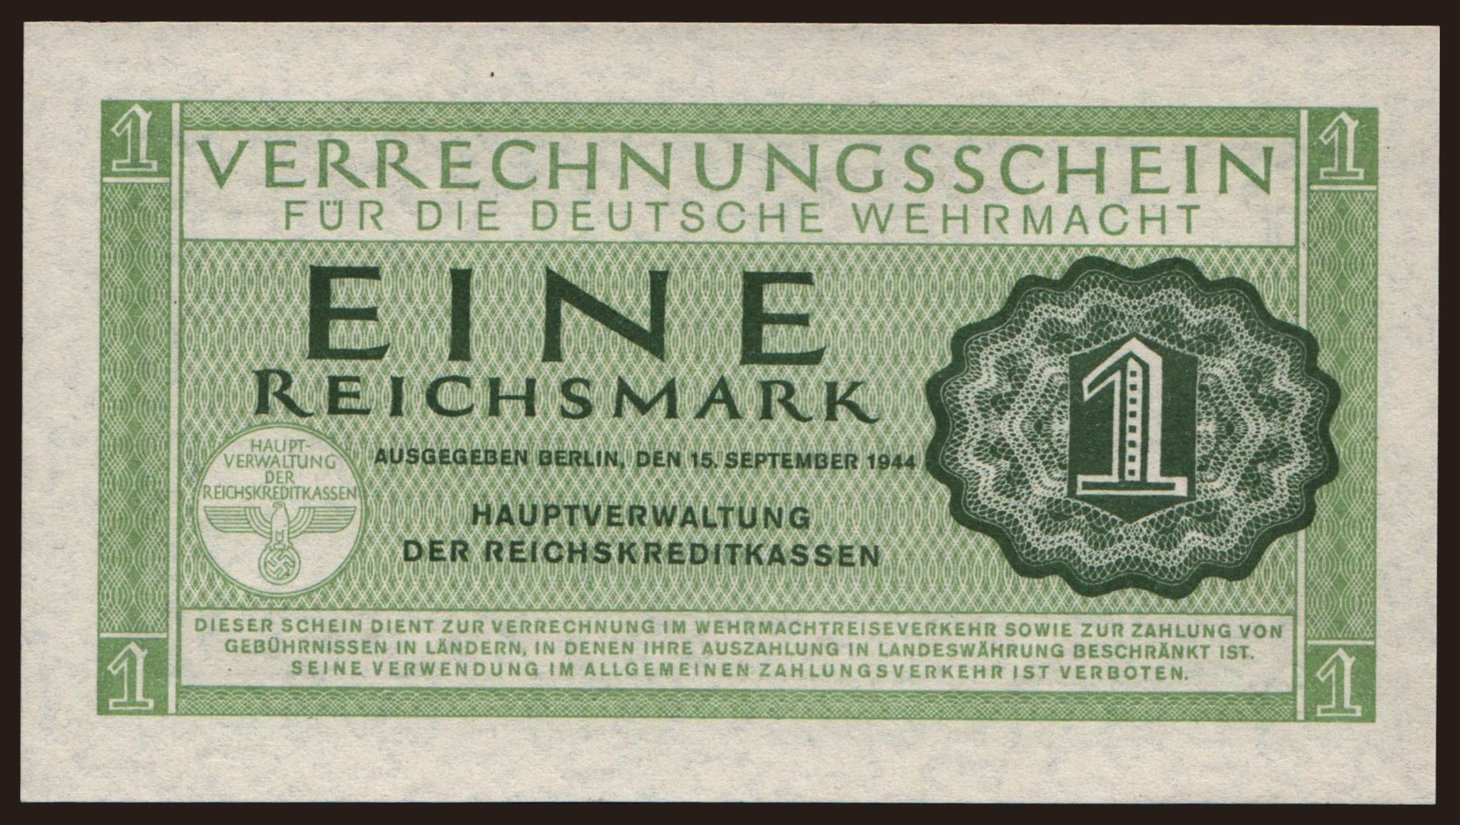 1
1
VERRECHNUNGSSCHEIN
FÜR DIE DEUTSCHE WEHRMACHT
EINE
REICHSMARK
1
HAUPT-
VERWALTUNG
DER
REICHSKREDITKASSEN
AUSGEGEBEN BERLIN, DEN 15. SEPTEMBER 1944
HAUPTVERWALTUNG
DER REICHSKREDITKASSEN
DIESER SCHEIN DIENT ZUR VERRECHNUNG IM WEHRMACHTREISEVERKEHR SOWIE ZUR ZAHLUNG VON
GEBÜHRNISSEN IN LÄNDERN, IN DENEN IHRE AUSZAHLUNG IN LANDESWÄHRUNG BESCHRÄNKT IST.
SEINE VERWENDUNG IM ALLGEMEINEN ZAHLUNGSVERKEHR IST VERBOTEN.
1
1